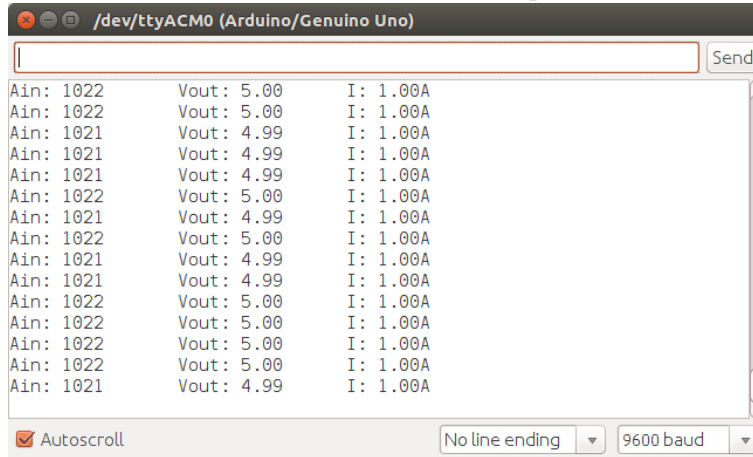 /dev/ttyACM0 (Arduino/Genuino Uno)
Send
Ain: 1022 Vout: 5.00 I: 1.00A
Ain: 1022 Vout: 5.00 I: 1.00A
Ain: 1021 Vout: 4.99 I: 1.00A
Ain: 1021 Vout: 4.99 I: 1.00A
Ain: 1021 Vout: 4.99 I: 1.00A
Ain: 1022 Vout: 5.00 I: 1.00A
Ain: 1021 Vout: 4.99 I: 1.00A
Ain: 1022 Vout: 5.00 I: 1.00A
Ain: 1021 Vout: 4.99 I: 1.00A
Ain: 1021 Vout: 4.99 I: 1.00A
Ain: 1022 Vout: 5.00 I: 1.00A
Ain: 1022 Vout: 5.00 I: 1.00A
Ain: 1022 Vout: 5.00 I: 1.00A
Ain: 1022 Vout: 5.00 I: 1.00A
Ain: 1021 Vout: 4.99 I: 1.00A
Autoscroll No line ending 9600 baud